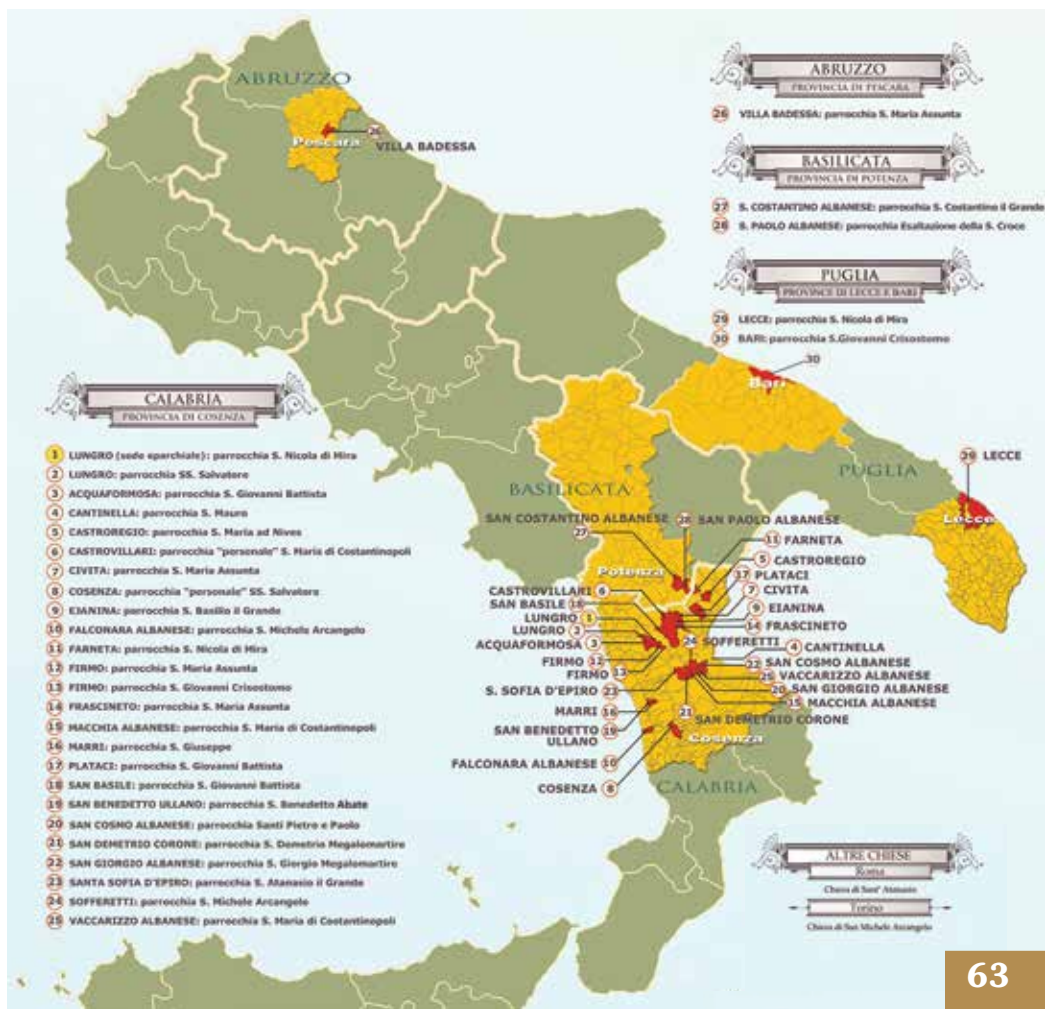 ABRUZZO
PROVINCIA DI PESCARA
26 VILLA BADESSA: parrocchia S. Maria Assunta
BASILICATA
PROVINCIA DI POTENZA
27 S. COSTANTINO ALBANESE: parrocchia S. Costantino il Grande
28 S. PAOLO ALBANESE: parrocchia Esaltazione della S. Croce
PUGLIA
PROVINCE DI LECCE E BARI
29 LECCE: parrocchia S. Nicola di Mira
30 BARI: parrocchia S.Giovanni Crisostomo
CALABRIA
PROVINCIA DI COSENZA
1 LUNGRO (sede eparchiale): parrocchia S. Nicola di Mira
2 LUNGRO: parrocchia SS. Salvatore
3 ACQUAFORMOSA: parrocchia S. Giovanni Battista
4 CANTINELLA: parrocchia S. Mauro
5 CASTROREGIO: parrocchia S. Maria ad Nives
6 CASTROVILLARI: parrocchia "personale" S. Maria di Costantinopoli
7 CIVITA: parrocchia S. Maria Assunta
8 COSENZA: parrocchia "personale" SS. Salvatore
9 EIANINA: parrocchia S. Basilio il Grande
10 FALCONARA ALBANESE: parrocchia S. Michele Arcangelo
11 FARNETA: parrocchia S. Nicola di Mira
12 FIRMO: parrocchia S. Maria Assunta
13 FIRMO: parrocchia S. Giovanni Crisostomo
14 FRASCINETO: parrocchia S. Maria Assunta
15 MACCHIA ALBANESE: parrocchia S. Maria di Costantinopoli
16 MARRI: parrocchia S. Giuseppe
17 PLATACI: parrocchia S. Giovanni Battista
18 SAN BASILE: parrocchia S. Giovanni Battista
19 SAN BENEDETTO ULLANO: parrocchia S. Benedetto Abate
20 SAN COSMO ALBANESE: parrocchia Santi Pietro e Paolo
21 SAN DEMETRIO CORONE: parrocchia S. Demetrio Megalomartire
22 SAN GIORGIO ALBANESE: parrocchia S. Giorgio Megalomartire
23 SANTA SOFIA D'EPIRO: parrocchia S. Atanasio il Grande
24 SOFFERETTI: parrocchia S. Michele Arcangelo
25 VACCARIZZO ALBANESE: parrocchia S. Maria di Costantinopoli
ABRUZZO
Pescara
26
VILLA BADESSA
30
Bari
PUGLIA
29 LECCE
Lecce
BASILICATA
SAN COSTANTINO ALBANESE
27
28 SAN PAOLO ALBANESE
11 FARNETA
5 CASTROREGIO
Potenza
17 PLATACI
CASTROVILLARI 6
7 CIVITA
SAN BASILE 18
9 EIANINA
LUNGRO 1
14 FRASCINETO
LUNGRO
24 SOFFERETTI
ACQUAFORMOSA 3
4 CANTINELLA
FIRMO 12
22 SAN COSMO ALBANESE
FIRMO 13
25 VACCARIZZO ALBANESE
S. SOFIA D'EPIRO 23
20 SAN GIORGIO ALBANESE
15 MACCHIA ALBANESE
MARRI 16
21
SAN DEMETRIO CORONE
SAN BENEDETTO
ULLANO
19
Cosenza
FALCONARA ALBANESE 10
COSENZA 8
CALABRIA
ALTRE CHIESE
Roma
Chiesa di Sant' Atanasio
Torino
Chiesa di San Michele Arcangelo
63